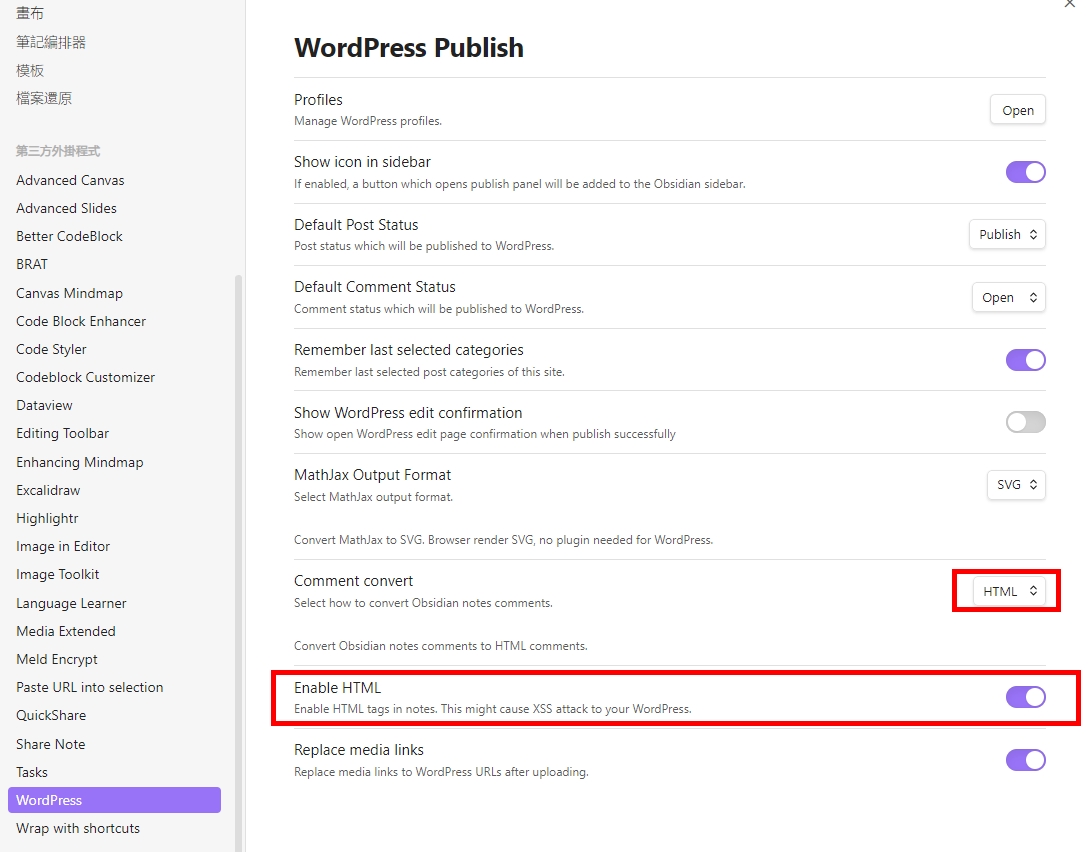 畫布
筆記編排器
模板
檔案還原
第三方外掛程式
Advanced Canvas
Advanced Slides
Better CodeBlock
BRAT
Canvas Mindmap
Code Block Enhancer
Code Styler
Codeblock Customizer
Dataview
Editing Toolbar
Enhancing Mindmap
Excalidraw
Highlightr
Image in Editor
Image Toolkit
Language Learner
Media Extended
Meld Encrypt
Paste URL into selection
QuickShare
Share Note
Tasks
WordPress
Wrap with shortcuts
WordPress Publish
Profiles
Manage WordPress profiles.
Open
Show icon in sidebar
If enabled, a button which opens publish panel will be added to the Obsidian sidebar.
Default Post Status
Post status which will be published to WordPress.
Publish
Default Comment Status
Comment status which will be published to WordPress.
Open
Remember last selected categories
Remember last selected post categories of this site.
Show WordPress edit confirmation
Show open WordPress edit page confirmation when publish successfully
MathJax Output Format
Select MathJax output format.
SVG
Convert MathJax to SVG. Browser render SVG, no plugin needed for WordPress.
Comment convert
Select how to convert Obsidian notes comments.
HTML
Convert Obsidian notes comments to HTML comments.
Enable HTML
Enable HTML tags in notes. This might cause XSS attack to your WordPress.
Replace media links
Replace media links to WordPress URLs after uploading.